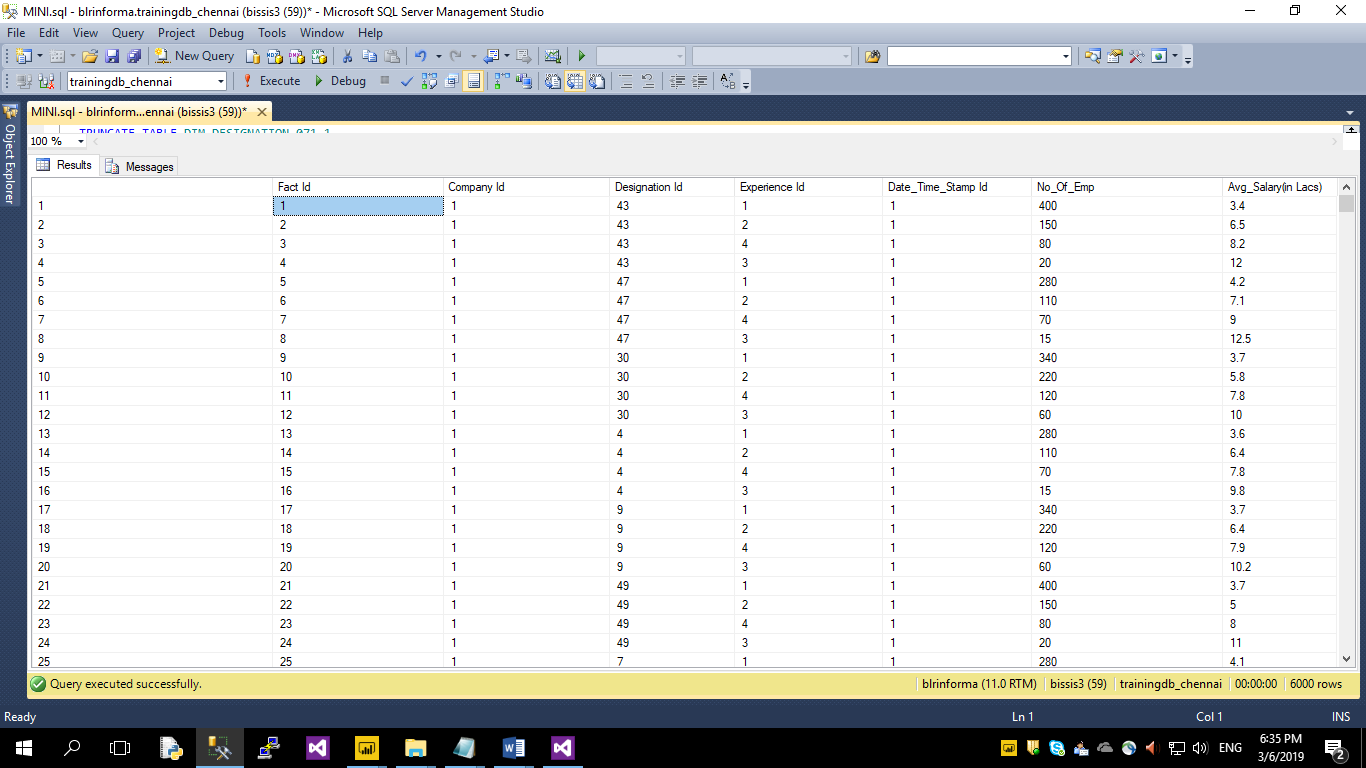 MINI.sql - blrinforma.trainingdb_chennai (bissis3 (59))* - Microsoft SQL Server Management Studio
File Edit View Query Project Debug Tools Window Help
New Query
trainingdb_chennai Execute Debug
MINI.sql - blrinform...ennai (bissis3 (59))*
Object Explorer
TRUNCATE TABLE DIM_DESIGNATION_071_1
100 %
Results Messages
Fact Id Company Id Designation Id Experience Id Date_Time_Stamp Id No_Of_Emp Avg_Salary(in Lacs)
1 1 1 43 1 1 400 3.4
2 2 1 43 2 1 150 6.5
3 3 1 43 4 1 80 8.2
4 4 1 43 3 1 20 12
5 5 1 47 1 1 280 4.2
6 6 1 47 2 1 110 7.1
7 7 1 47 4 1 70 9
8 8 1 47 3 1 15 12.5
9 9 1 30 1 1 340 3.7
10 10 1 30 2 1 220 5.8
11 11 1 30 4 1 120 7.8
12 12 1 30 3 1 60 10
13 13 1 4 1 1 280 3.6
14 14 1 4 2 1 110 6.4
15 15 1 4 4 1 70 7.8
16 16 1 4 3 1 15 9.8
17 17 1 9 1 1 340 3.7
18 18 1 9 2 1 220 6.4
19 19 1 9 4 1 120 7.9
20 20 1 9 3 1 60 10.2
21 21 1 49 1 1 400 3.7
22 22 1 49 2 1 150 5
23 23 1 49 4 1 80 8
24 24 1 49 3 1 20 11
25 25 1 7 1 1 280 4.1
Query executed successfully. blrinforma (11.0 RTM) bissis3 (59) trainingdb_chennai 00:00:00 6000 rows
Ready Ln 1 Col 1 INS
ENG 6:35 PM
3/6/2019 2